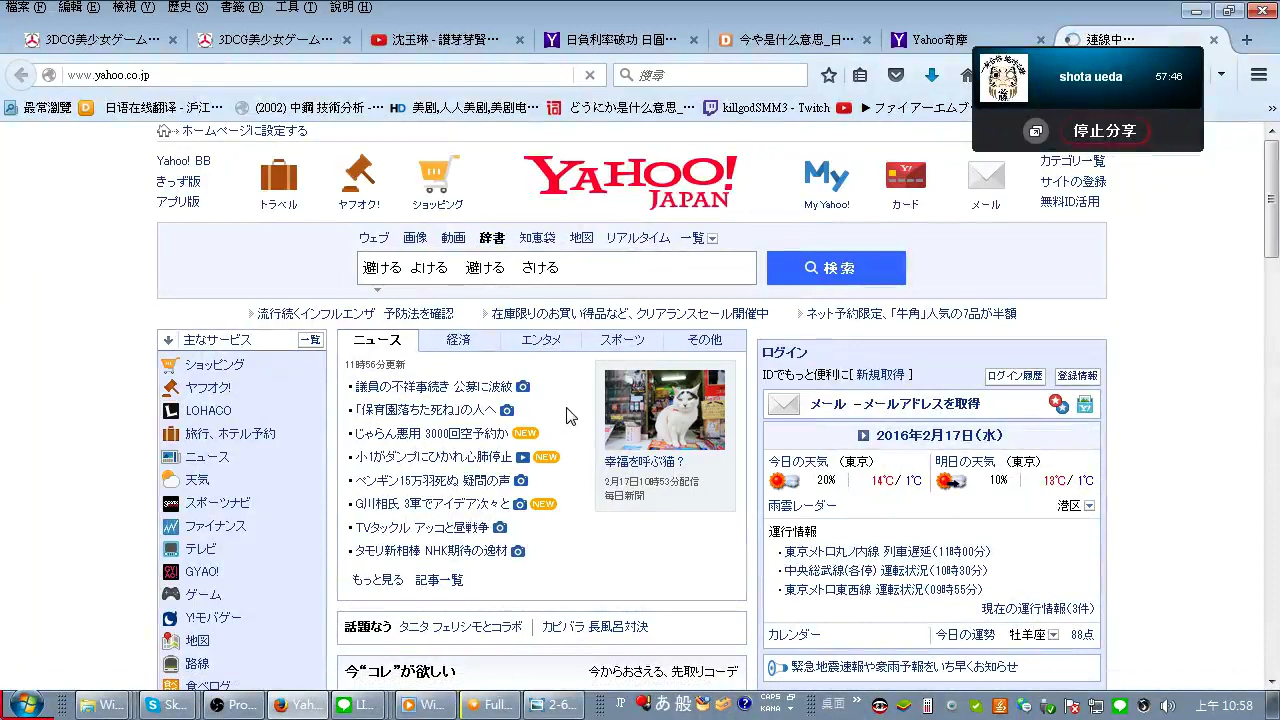 檔案(F) 編輯(E) 檢視(V) 歷史(S) 書籤(B) 工具(T) 說明(H)
3DCG美少女ゲーム…
3DCG美少女ゲーム…
沈玉琳 - 譚雙雙醫…
日負利率破功 日圓…
今や是什么意思_日…
Yahoo奇摩
連線中…
www.yahoo.co.jp
搜尋
shota ueda
57:46
停止分享
最常瀏覽
日语在线翻译 - 沪江…
美剧,人人美剧,美剧电…
どうにか是什么意思_…
killgodSMM3 - Twitch
▶ ファイアーエムブ
ホームページに設定する
Yahoo! BB
きっず版
アプリ版
トラベル
ヤフオク!
ショッピング
YAHOO!
JAPAN
My
My Yahoo!
カード
メール
カテゴリ一覧
サイトの登録
無料ID活用
ウェブ 画像 動画 辞書 知恵袋 地図 リアルタイム 一覧
避ける よける 避ける さける
検索
流行続くインフルエンザ 予防法を確認
在庫限りのお買い得品など、クリアランスセール開催中
ネット予約限定、「牛角」人気の7品が半額
主なサービス 一覧
ショッピング
ヤフオク!
LOHACO
旅行、ホテル予約
ニュース
天気
スポーツナビ
ファイナンス
テレビ
GYAO!
ゲーム
Y!モバゲー
地図
路線
食べログ
ニュース 経済 エンタメ スポーツ その他
11時56分更新
・議員の不祥事続き 公募に波紋
・「保育園落ちた死ね」の人へ
・じゃらん悪用 3000回空予約か NEW
・小1がダンプにひかれ心肺停止 NEW
・ペンギン15万羽死ぬ 疑問の声
・G川相氏 3軍でアイデア次々と NEW
・TVタックル アッコと昼戦争
・タモリ新相棒 NHK期待の逸材
もっと見る 記事一覧
幸福を呼ぶ猫？
2月17日10時53分配信
毎日新聞
話題なう タニタ フェリシモとコラボ カピバラ 長風呂対決
今“コレ”が欲しい 今からおさえる、先取りコーデ
ログイン
IDでもっと便利に[ 新規取得 ] ログイン履歴 登録情報
メール －メールアドレスを取得
2016年2月17日(水)
今日の天気 (東京)
20% 14℃/ 1℃
明日の天気 (東京)
10% 13℃/ 1℃
雨雲レーダー 港区
運行情報
・東京メトロ丸ノ内線 列車遅延(11時00分)
・中央総武線(各停) 運転状況(10時30分)
・東京メトロ東西線 運転状況(09時55分)
現在の運行情報(3件)
カレンダー 今日の運勢 牡羊座 88点
緊急地震速報や豪雨予報をいち早くお知らせ
Wi...
Sk...
Pro...
Yah...
LI...
Wi...
Full...
2-6...
JP
あ 般
CAPS
KANA
桌面
上午 10:58